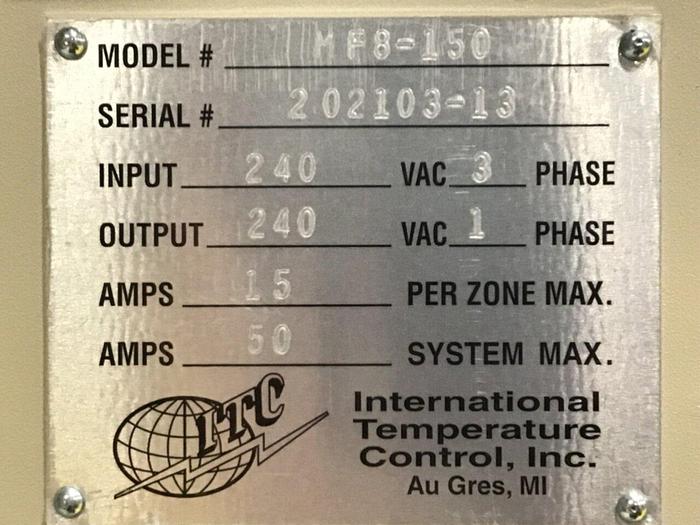 MODEL # MF8-150
SERIAL # 202103-13
INPUT 240 VAC 3 PHASE
OUTPUT 240 VAC 1 PHASE
AMPS 15 PER ZONE MAX.
AMPS 50 SYSTEM MAX.
ITC
International
Temperature
Control, Inc.
Au Gres, MI